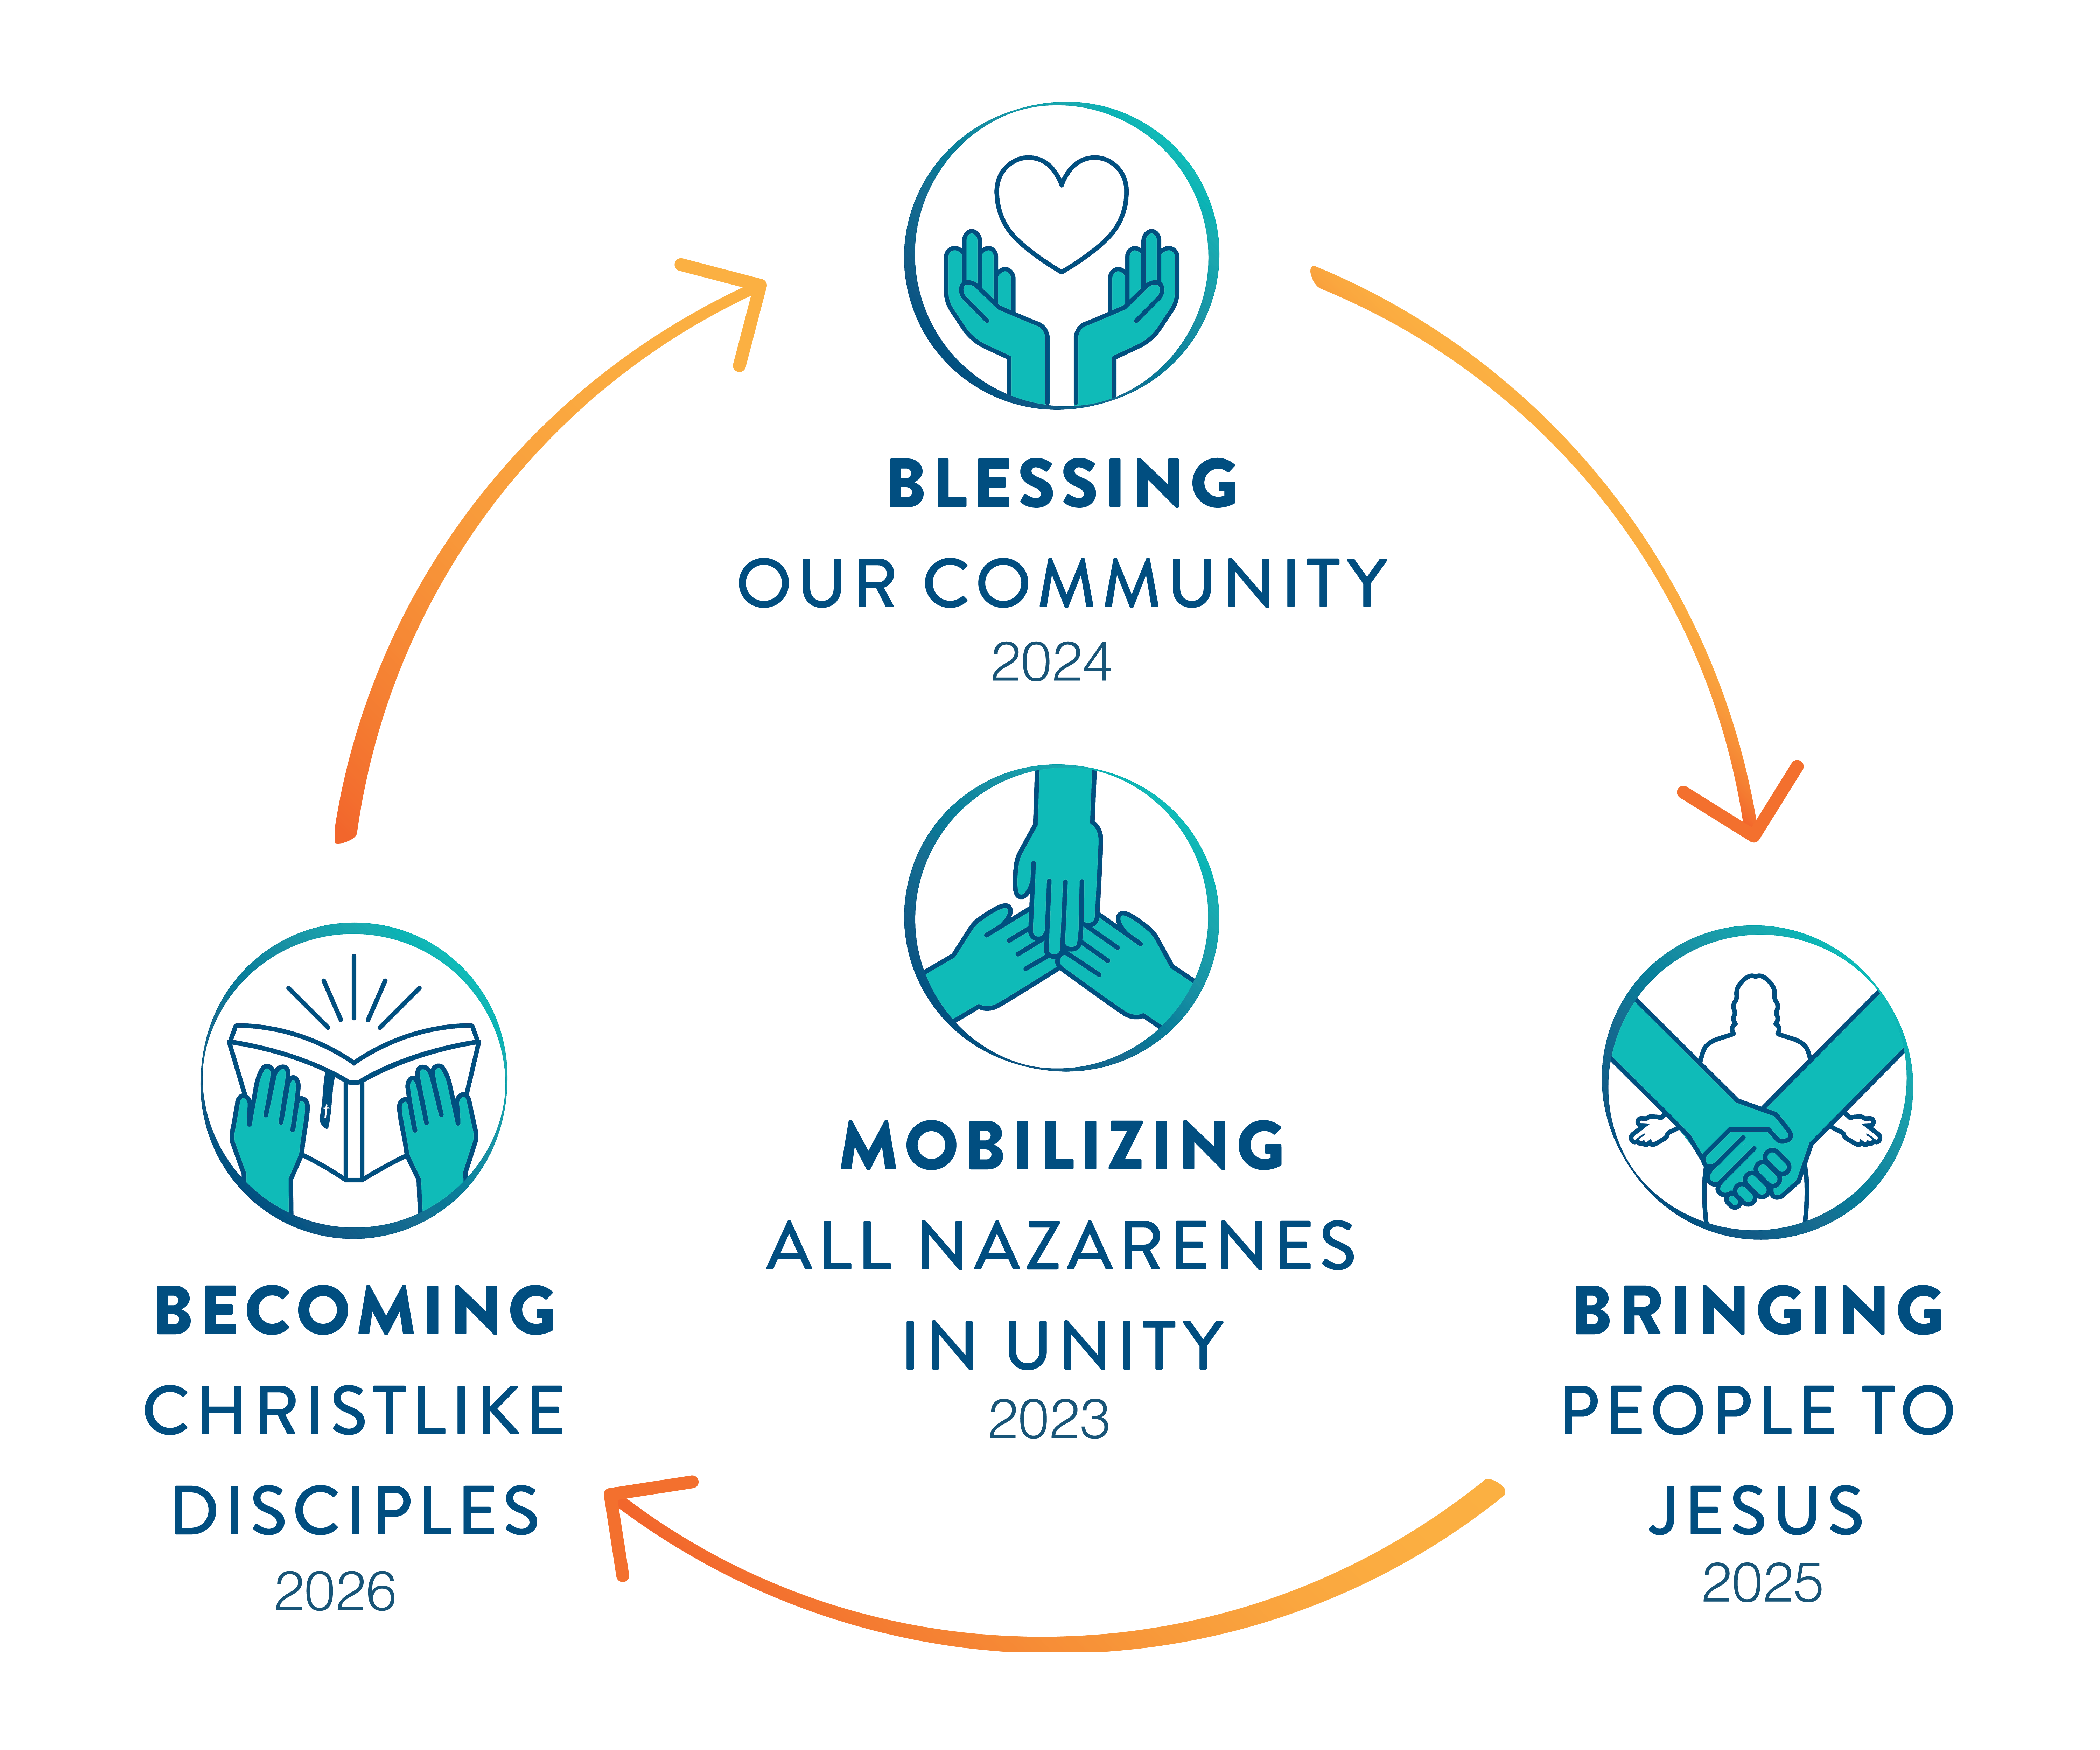 BLESSING
OUR COMMUNITY
2024
MOBILIZING
ALL NAZARENES
IN UNITY
2023
BECOMING
CHRISTLIKE
DISCIPLES
2026
BRINGING
PEOPLE TO
JESUS
2025